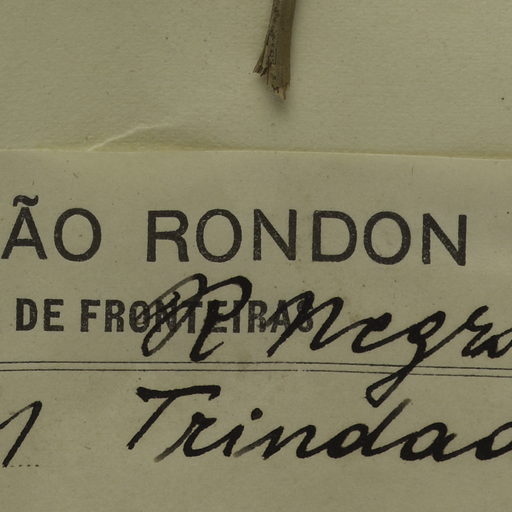 ÃO RONDON
DE FRONTEIRAS
R Negro
Trindad